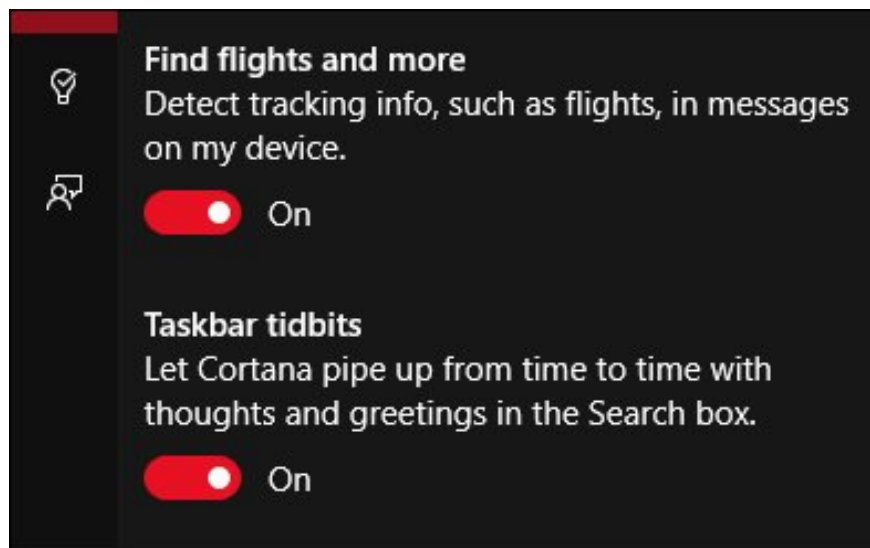 Find flights and more
Detect tracking info, such as flights, in messages
on my device.
On
Taskbar tidbits
Let Cortana pipe up from time to time with
thoughts and greetings in the Search box.
On